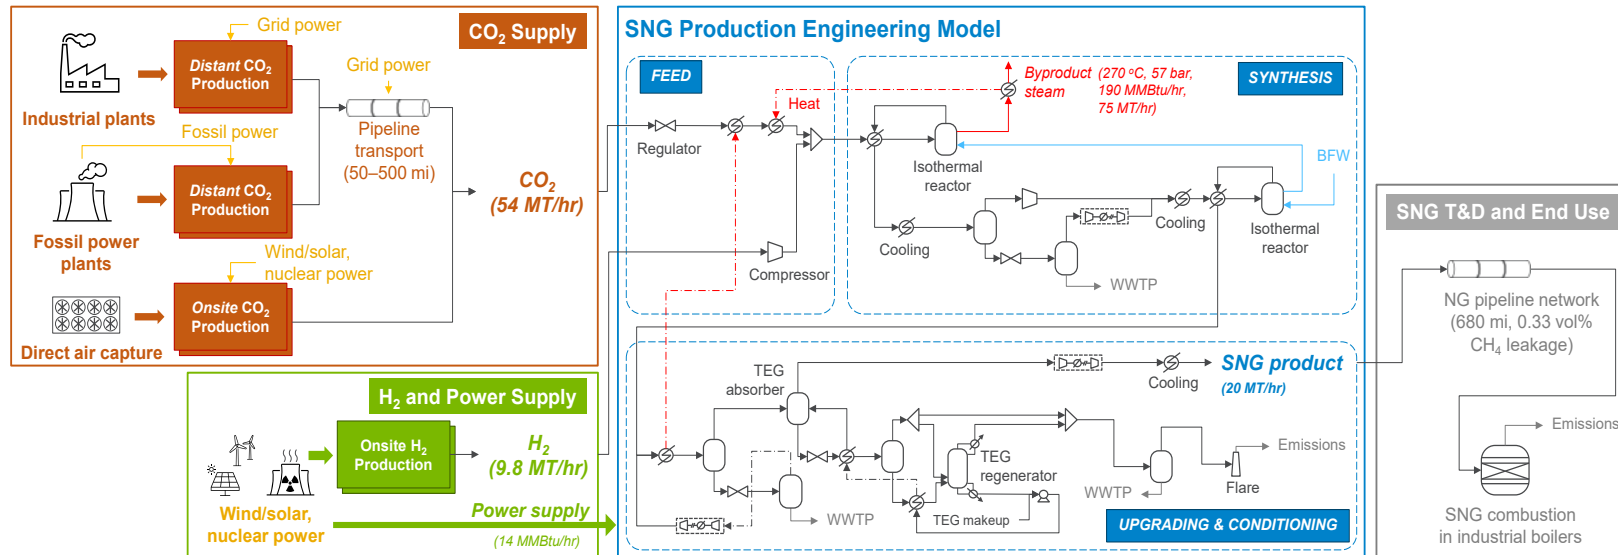 CO₂ Supply
Grid power
Distant CO₂
Production
Industrial plants
Grid power
Pipeline
transport
(50–500 mi)
Fossil power
Distant CO₂
Production
Fossil power
plants
CO₂
(54 MT/hr)
Wind/solar,
nuclear power
Onsite CO₂
Production
Direct air capture
H₂ and Power Supply
Onsite H₂
Production
H₂
(9.8 MT/hr)
Wind/solar,
nuclear power
Power supply
(14 MMBtu/hr)
SNG Production Engineering Model
FEED
Heat
Regulator
Compressor
SYNTHESIS
Byproduct
steam
(270 °C, 57 bar,
190 MMBtu/hr,
75 MT/hr)
Isothermal
reactor
BFW
Cooling
Cooling
Isothermal
reactor
WWTP
TEG
absorber
Cooling
SNG product
(20 MT/hr)
Emissions
TEG
regenerator
WWTP
Flare
WWTP
TEG makeup
UPGRADING & CONDITIONING
SNG T&D and End Use
NG pipeline network
(680 mi, 0.33 vol%
CH₄ leakage)
Emissions
SNG combustion
in industrial boilers